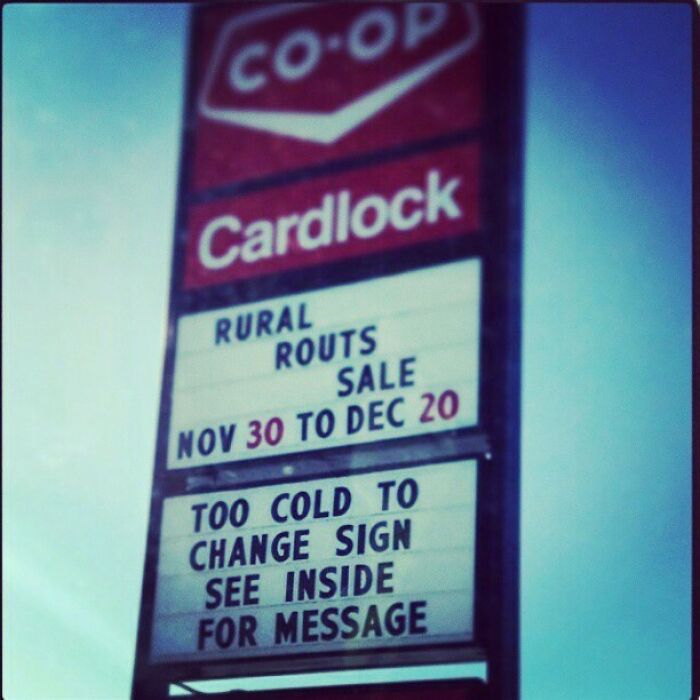 CO-OP
Cardlock
RURAL
ROUTS
SALE
NOV 30 TO DEC 20
TOO COLD TO
CHANGE SIGN
SEE INSIDE
FOR MESSAGE